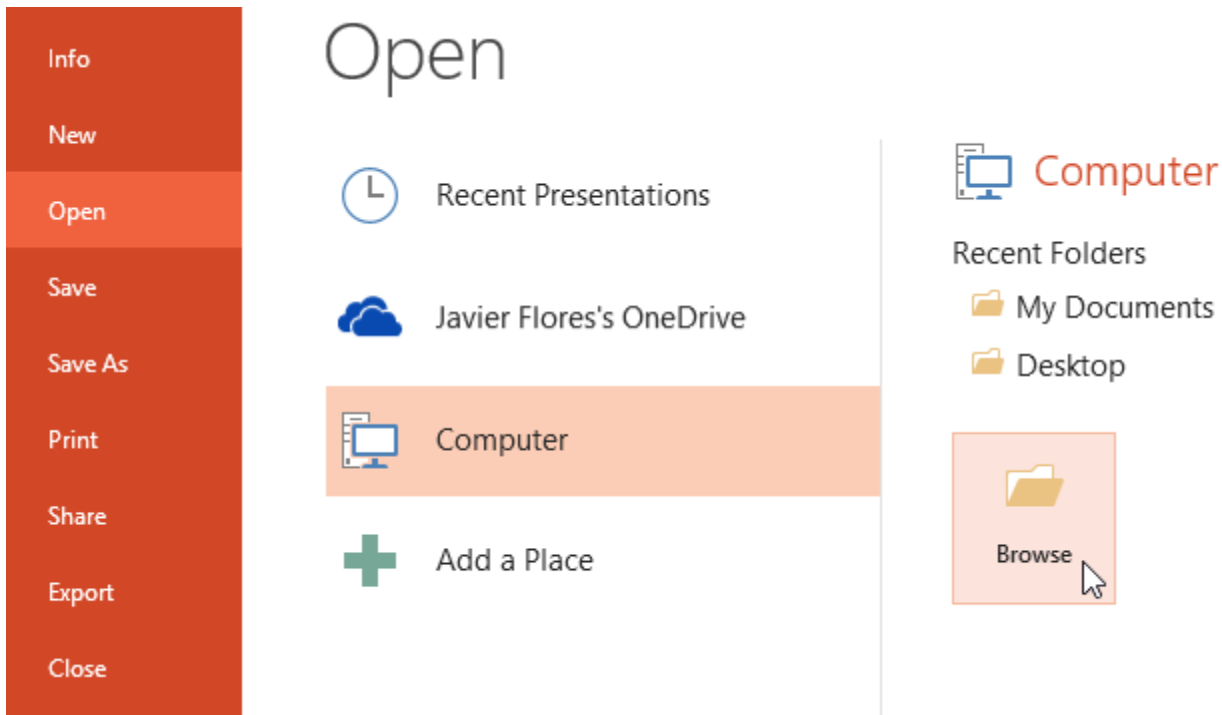 Info
New
Open
Save
Save As
Print
Share
Export
Close
Open
Recent Presentations
Javier Flores's OneDrive
Computer
Add a Place
Computer
Recent Folders
My Documents
Desktop
Browse